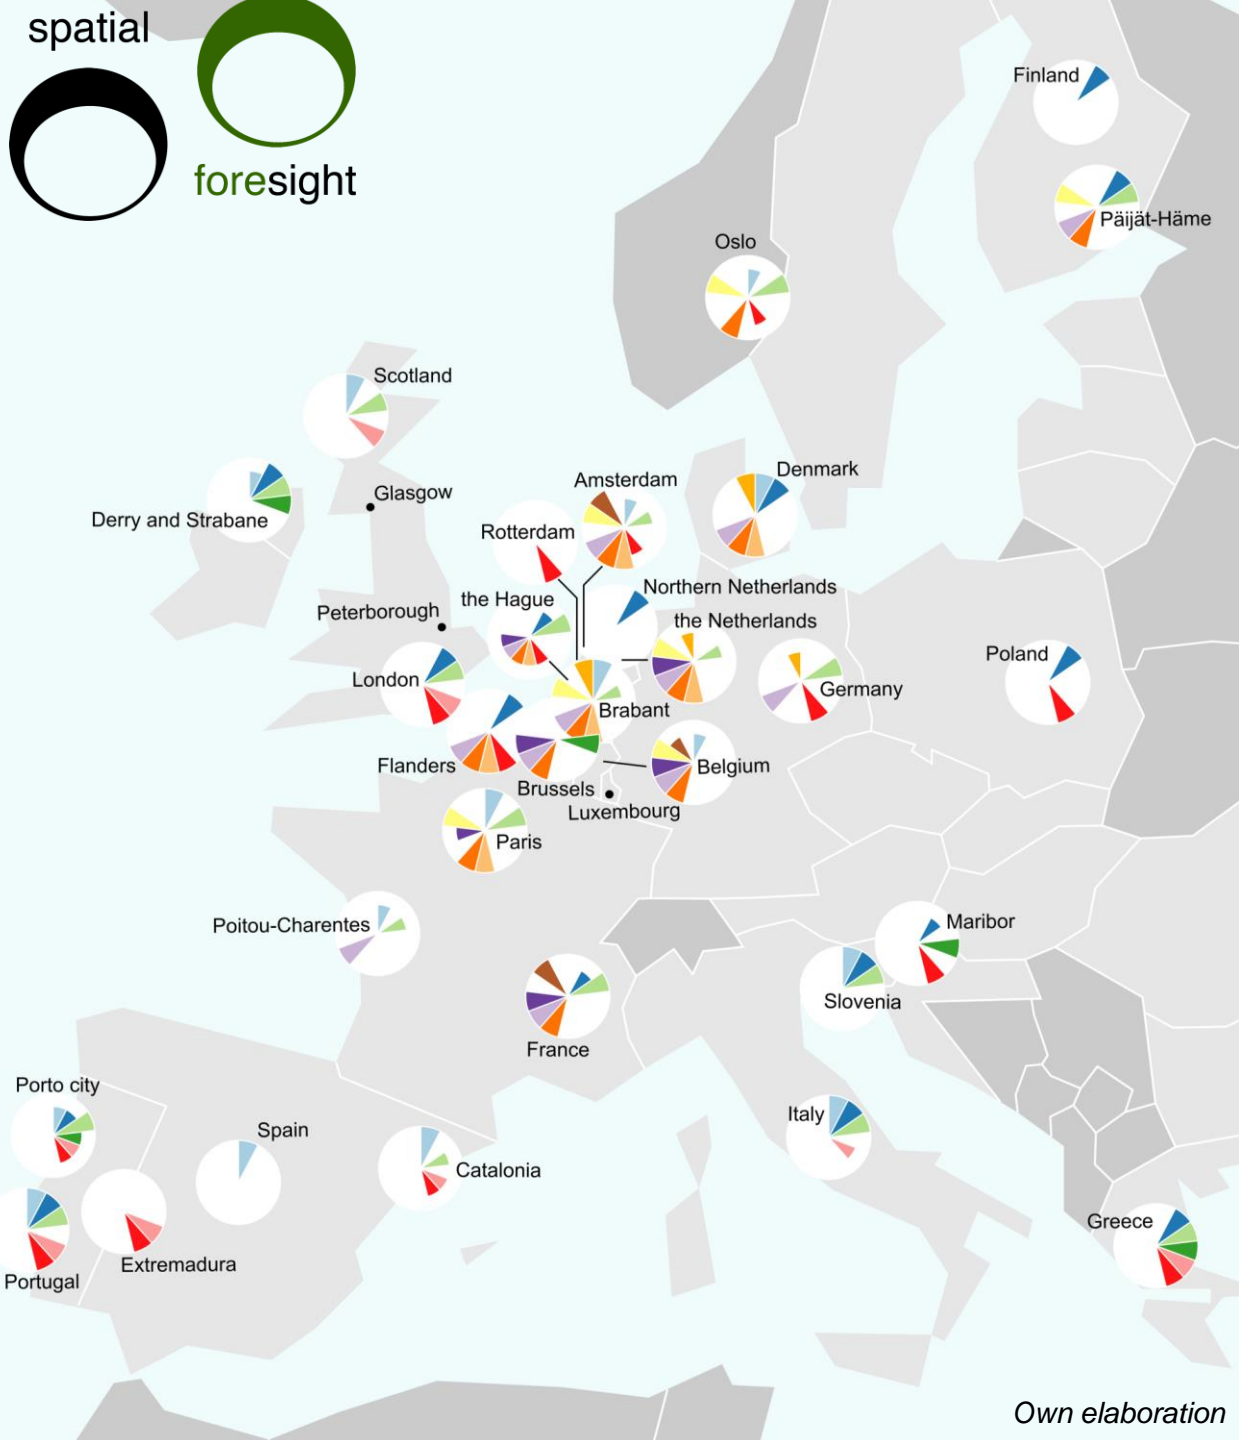 spatial
foresight
Finland
Päijät-Häme
Oslo
Scotland
Glasgow
Derry and Strabane
Amsterdam
Denmark
Rotterdam
Northern Netherlands
the Hague
the Netherlands
Peterborough
London
Poland
Germany
Brabant
Flanders
Belgium
Brussels
Luxembourg
Paris
Poitou-Charentes
Maribor
Slovenia
France
Porto city
Italy
Spain
Catalonia
Greece
Extremadura
Portugal
Own elaboration